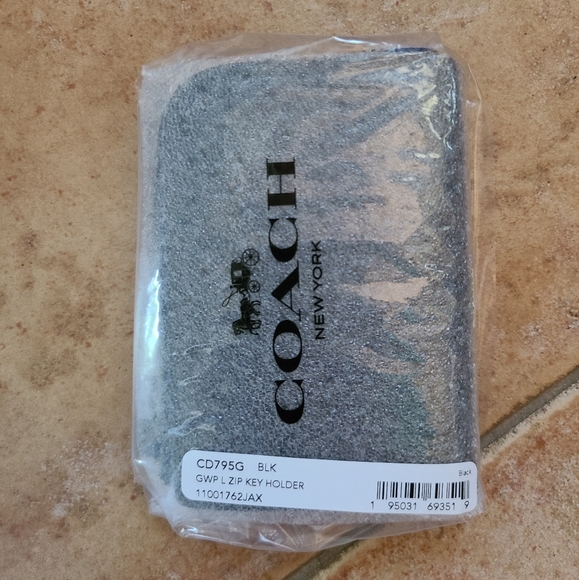 COACH
NEW YORK
CD795G BLK
GWP L ZIP KEY HOLDER
11001762JAX
Black
1 95031 69351 9